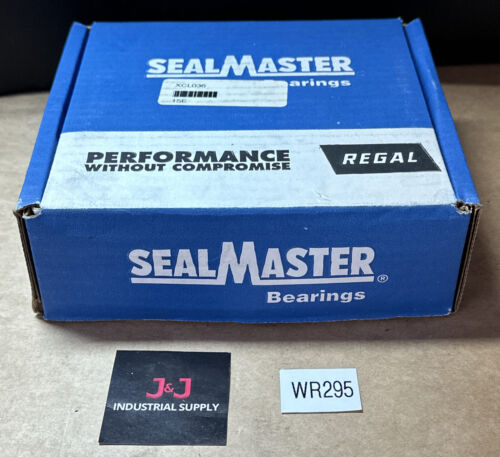 SEALMASTER
Bearings
XCL036
15E
PERFORMANCE
WITHOUT COMPROMISE
REGAL
SEALMASTER®
Bearings
J&J
INDUSTRIAL SUPPLY
WR295